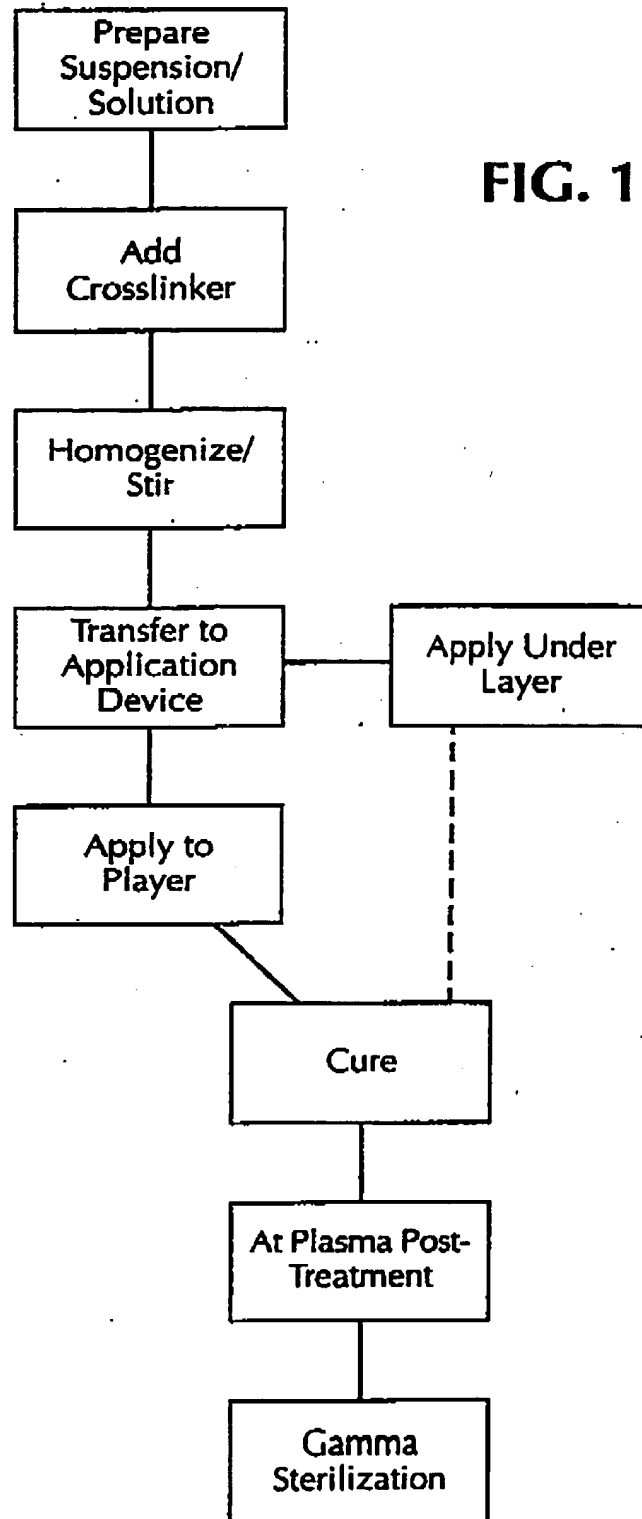 Prepare
Suspension/
Solution
FIG. 1
Add
Crosslinker
Homogenize/
Stir
Transfer to
Application
Device
Apply Under
Layer
Apply to
Player
Cure
At Plasma Post-
Treatment
Gamma
Sterilization